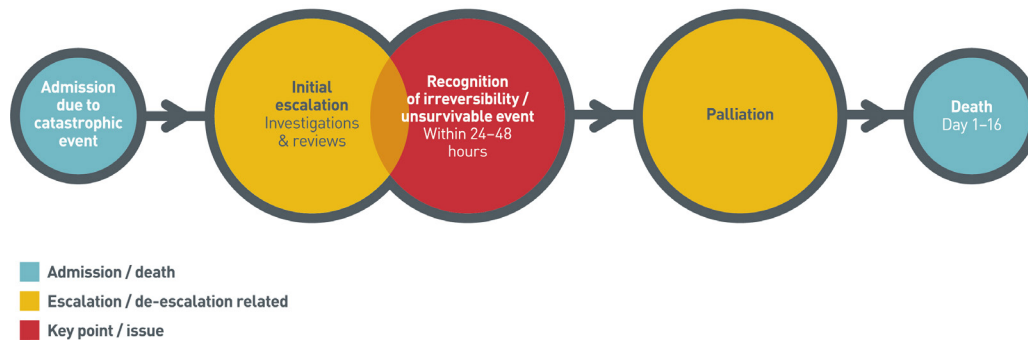 Admission
due to
catastrophic
event
Initial
escalation
Investigations
& reviews
Recognition
of irreversibility /
unsurvivable event
Within 24–48
hours
Palliation
Death
Day 1–16
Admission / death
Escalation / de-escalation related
Key point / issue